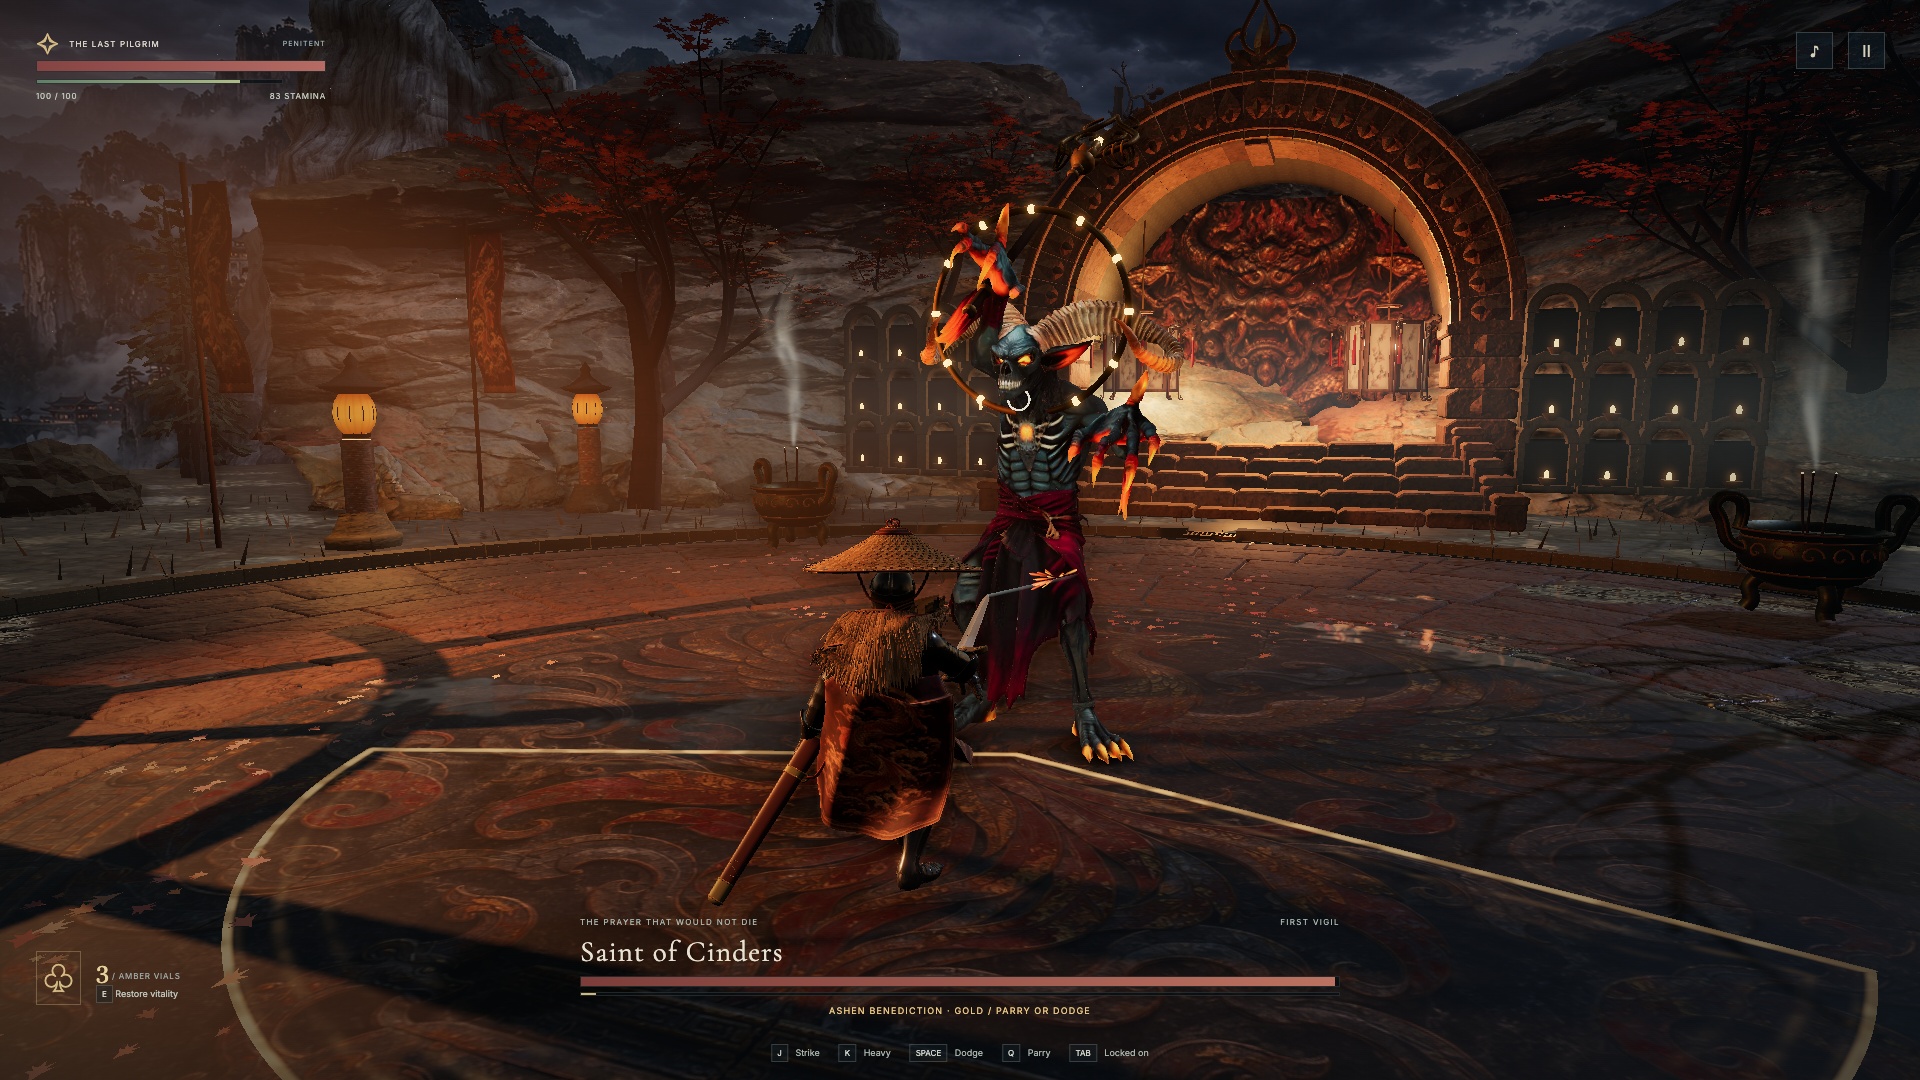 THE LAST PILGRIM
PENITENT
100 / 100
83 STAMINA
THE PRAYER THAT WOULD NOT DIE
FIRST VIGIL
Saint of Cinders
3 / AMBER VIALS
E Restore vitality
ASHEN BENEDICTION · GOLD / PARRY OR DODGE
J Strike K Heavy SPACE Dodge Q Parry TAB Locked on